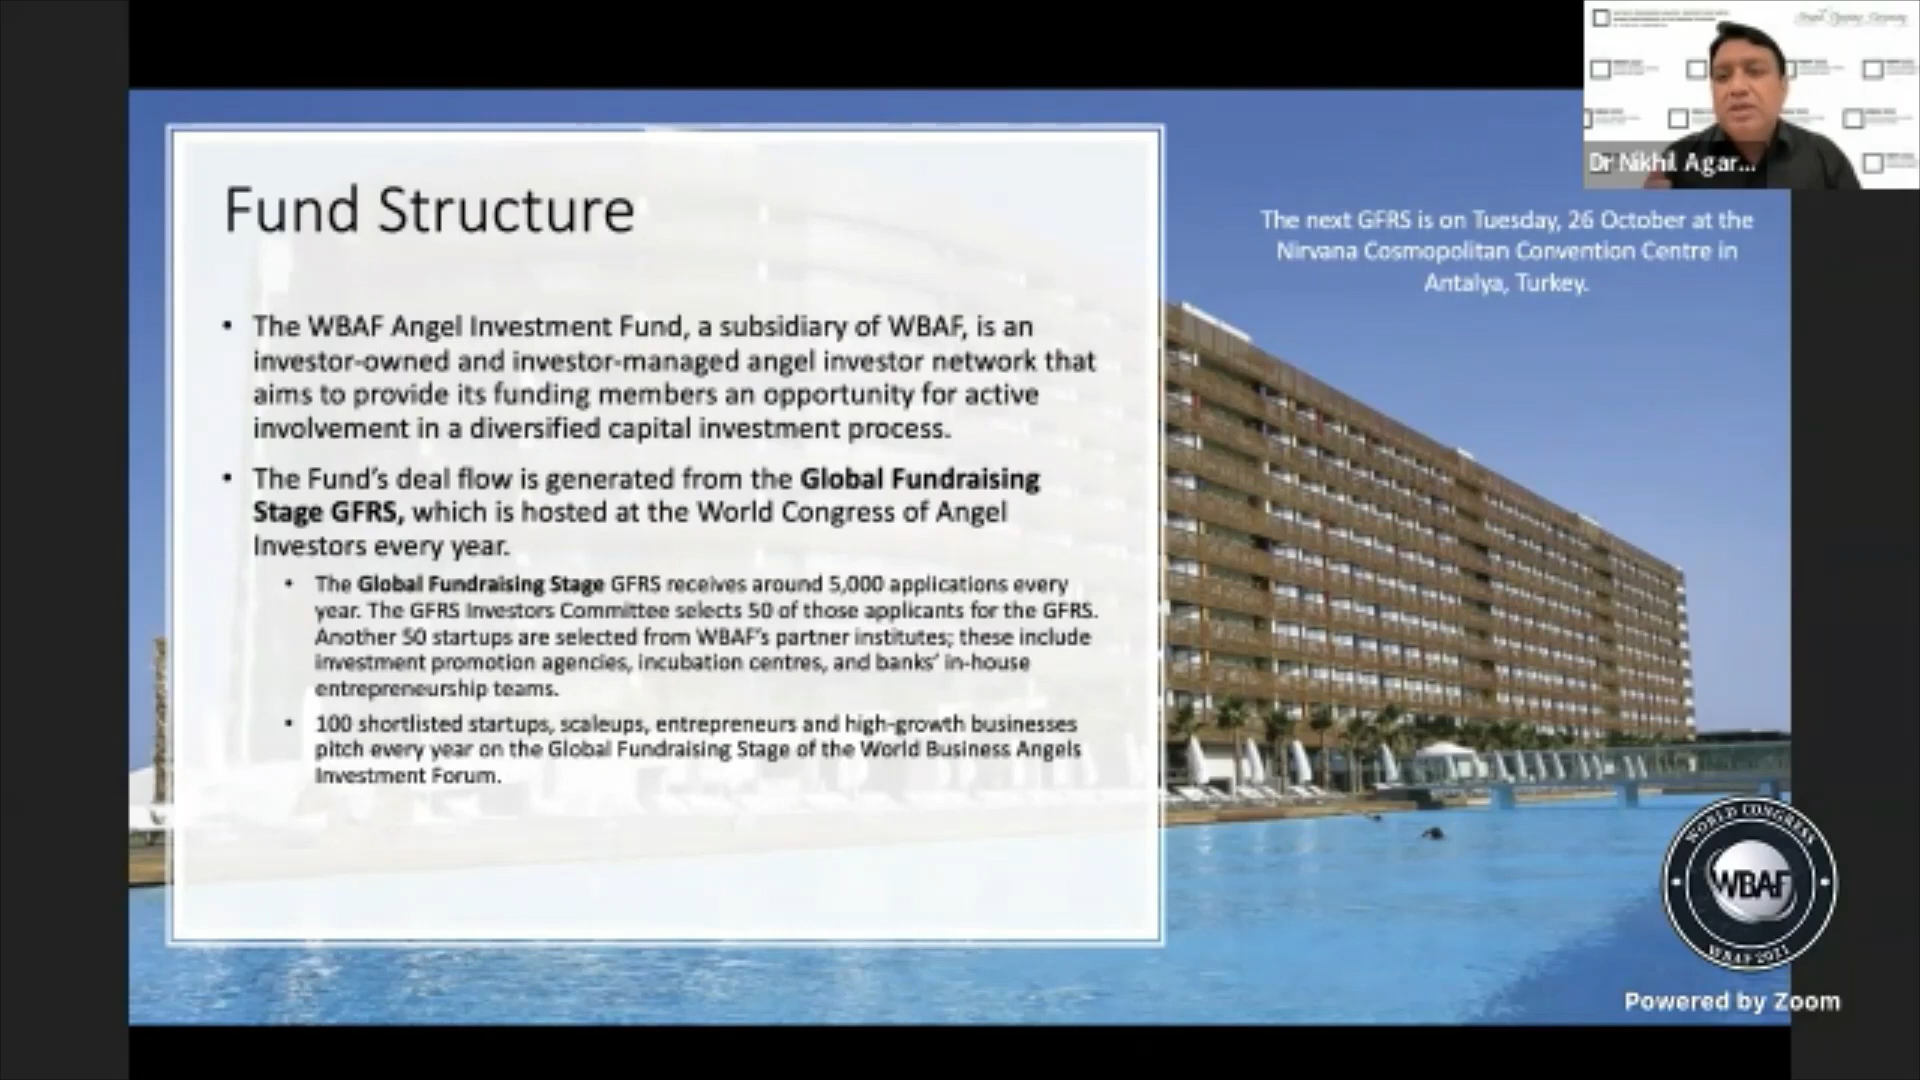 Dr Nikhil Agar...
Fund Structure
The next GFRS is on Tuesday, 26 October at the
Nirvana Cosmopolitan Convention Centre in
Antalya, Turkey.
• The WBAF Angel Investment Fund, a subsidiary of WBAF, is an
investor-owned and investor-managed angel investor network that
aims to provide its funding members an opportunity for active
involvement in a diversified capital investment process.
• The Fund's deal flow is generated from the Global Fundraising
Stage GFRS, which is hosted at the World Congress of Angel
Investors every year.
• The Global Fundraising Stage GFRS receives around 5,000 applications every
year. The GFRS Investors Committee selects 50 of those applicants for the GFRS.
Another 50 startups are selected from WBAF's partner institutes; these include
investment promotion agencies, incubation centres, and banks' in-house
entrepreneurship teams.
• 100 shortlisted startups, scaleups, entrepreneurs and high-growth businesses
pitch every year on the Global Fundraising Stage of the World Business Angels
Investment Forum.
WORLD CONGRESS
WBAF
WBAF 2021
Powered by Zoom